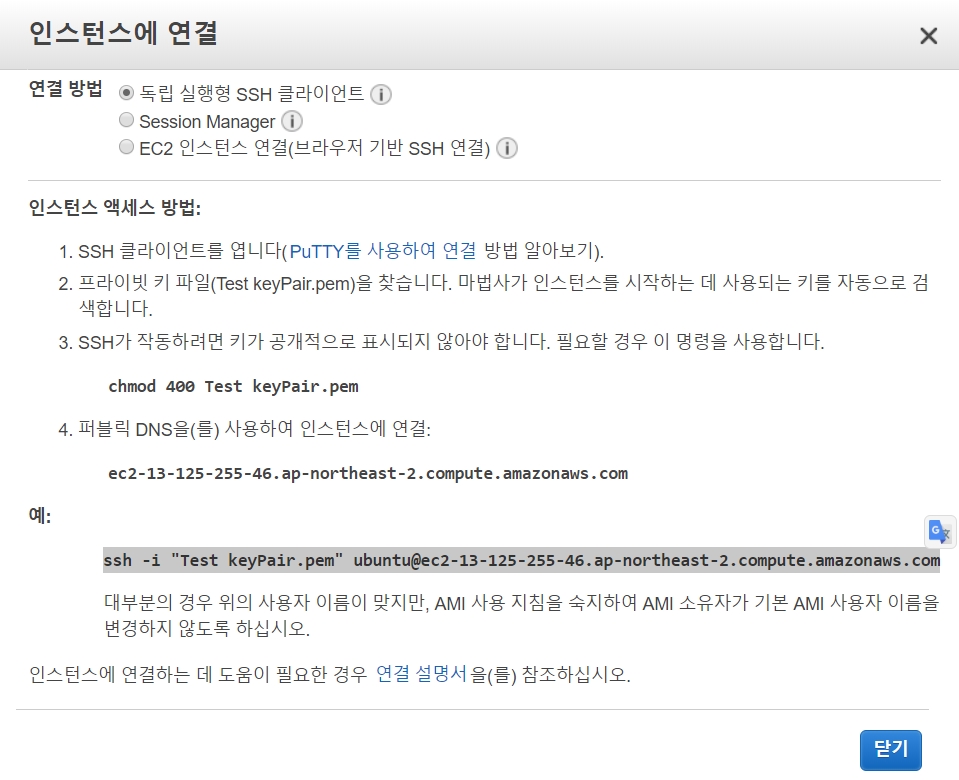 인스턴스에 연결
연결 방법
독립 실행형 SSH 클라이언트
Session Manager
EC2 인스턴스 연결(브라우저 기반 SSH 연결)
인스턴스 액세스 방법:
1. SSH 클라이언트를 엽니다(PuTTY를 사용하여 연결 방법 알아보기).
2. 프라이빗 키 파일(Test keyPair.pem)을 찾습니다. 마법사가 인스턴스를 시작하는 데 사용되는 키를 자동으로 검
색합니다.
3. SSH가 작동하려면 키가 공개적으로 표시되지 않아야 합니다. 필요할 경우 이 명령을 사용합니다.
chmod 400 Test keyPair.pem
4. 퍼블릭 DNS을(를) 사용하여 인스턴스에 연결:
ec2-13-125-255-46.ap-northeast-2.compute.amazonaws.com
예:
ssh -i "Test keyPair.pem" ubuntu@ec2-13-125-255-46.ap-northeast-2.compute.amazonaws.com
대부분의 경우 위의 사용자 이름이 맞지만, AMI 사용 지침을 숙지하여 AMI 소유자가 기본 AMI 사용자 이름을
변경하지 않도록 하십시오.
인스턴스에 연결하는 데 도움이 필요한 경우 연결 설명서을(를) 참조하십시오.
닫기